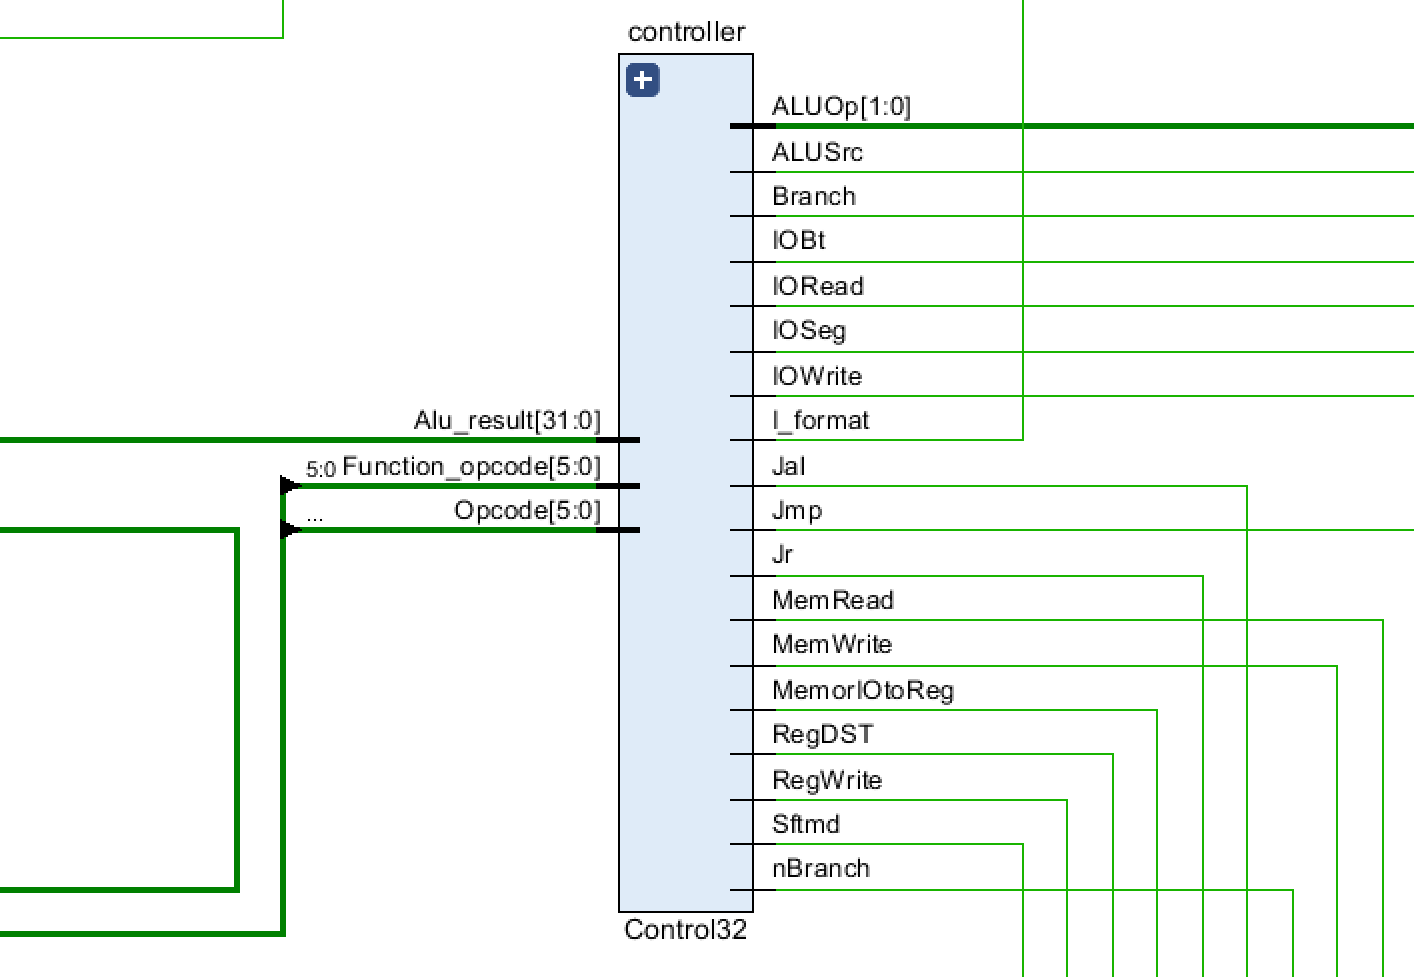 controller
ALUOp[1:0]
ALUSrc
Branch
IOBt
IORead
IOSeg
IOWrite
Alu_result[31:0]
I_format
5:0 Function_opcode[5:0]
Jal
... Opcode[5:0]
Jmp
Jr
MemRead
MemWrite
MemorIOtoReg
RegDST
RegWrite
Sftmd
nBranch
Control32